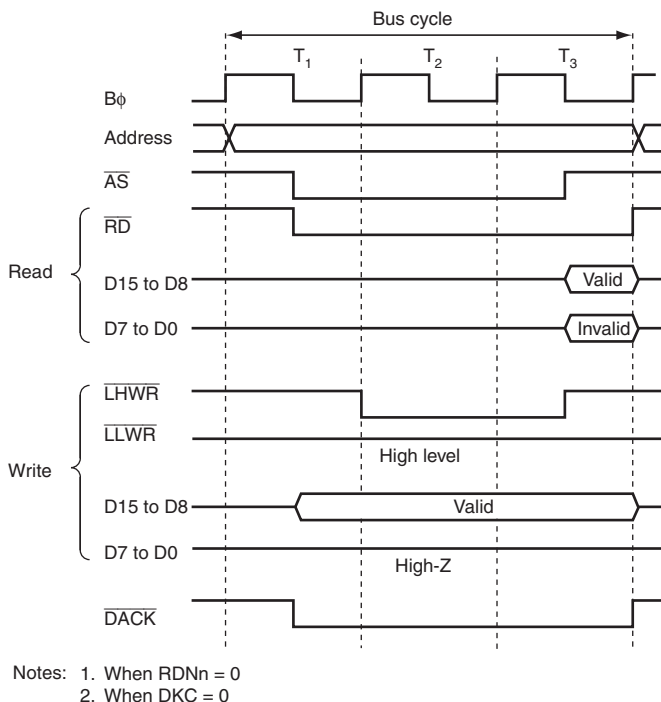 Bus cycle
T1 T2 T3
Bφ
Address
AS
RD
Read
D15 to D8 Valid
D7 to D0 Invalid
LHWR
LLWR
High level
Write
D15 to D8 Valid
D7 to D0
High-Z
DACK
Notes: 1. When RDNn = 0
2. When DKC = 0